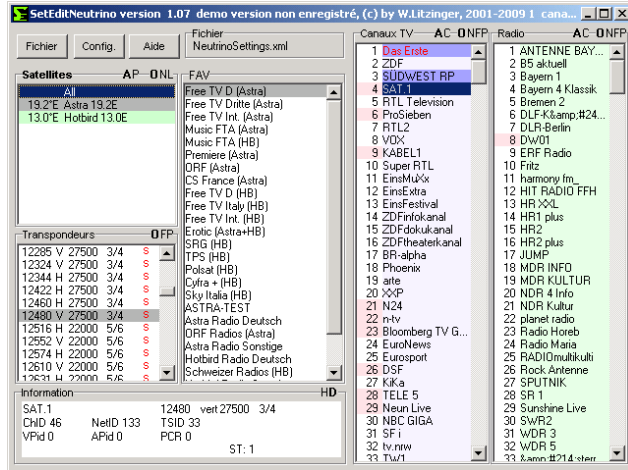 SetEditNeutrino version 1.07 demo version non enregistré, (c) by W.Litzinger, 2001-2009 1 cana...
Fichier
Config.
Aide
Fichier
NeutrinoSettings.xml
Satellites AP ONL
All
19.2°E Astra 19.2E
13.0°E Hotbird 13.0E
Transpondeurs OFP
12285 V 27500 3/4 S
12324 V 27500 3/4 S
12344 H 27500 3/4 S
12422 H 27500 3/4 S
12460 H 27500 3/4 S
12480 V 27500 3/4 S
12516 H 22000 5/6 S
12552 V 22000 5/6 S
12574 H 22000 5/6 S
12610 V 22000 5/6 S
12631 H 22000 5/6 S
FAV
Free TV D (Astra)
Free TV Dritte (Astra)
Free TV Int. (Astra)
Music FTA (Astra)
Music FTA (HB)
Premiere (Astra)
ORF (Astra)
CS France (Astra)
Free TV D (HB)
Free TV Italy (HB)
Free TV Int. (HB)
Erotic (Astra+HB)
SRG (HB)
TPS (HB)
Polsat (HB)
Cyfra + (HB)
Sky Italia (HB)
ASTRA-TEST
Astra Radio Deutsch
ORF Radios (Astra)
Astra Radio Sonstige
Hotbird Radio Deutsch
Schweizer Radios (HB)
Information HD
SAT.1 12480 vert 27500 3/4
ChID 46 NetID 133 TSID 33
VPid 0 APid 0 PCR 0
ST: 1
Canaux TV AC ONFP
1 Das Erste
2 ZDF
3 SÜDWEST RP
4 SAT.1
5 RTL Television
6 ProSieben
7 RTL2
8 VOX
9 KABEL1
10 Super RTL
11 EinsMuXx
12 EinsExtra
13 EinsFestival
14 ZDFinfokanal
15 ZDFdokukanal
16 ZDFtheaterkanal
17 BR-alpha
18 Phoenix
19 arte
20 XXP
21 N24
22 n-tv
23 Bloomberg TV G...
24 EuroNews
25 Eurosport
26 DSF
27 KiKa
28 TELE 5
29 Neun Live
30 NBC GIGA
31 SF i
32 tv.nrw
33 TW1
Radio AC ONFP
1 ANTENNE BAY...
2 B5 aktuell
3 Bayern 1
4 Bayern 4 Klassik
5 Bremen 2
6 DLF-K&amp;#24...
7 DLR-Berlin
8 DW01
9 ERF Radio
10 Fritz
11 harmony fm_
12 HIT RADIO FFH
13 HR XXL
14 HR1 plus
15 HR2
16 HR2 plus
17 JUMP
18 MDR INFO
19 MDR KULTUR
20 NDR 4 Info
21 NDR Kultur
22 planet radio
23 Radio Horeb
24 Radio Maria
25 RADIOmultikulti
26 Rock Antenne
27 SPUTNIK
28 SR 1
29 Sunshine Live
30 SWR2
31 WDR 3
32 WDR 5
33 &amp;#214;sterr